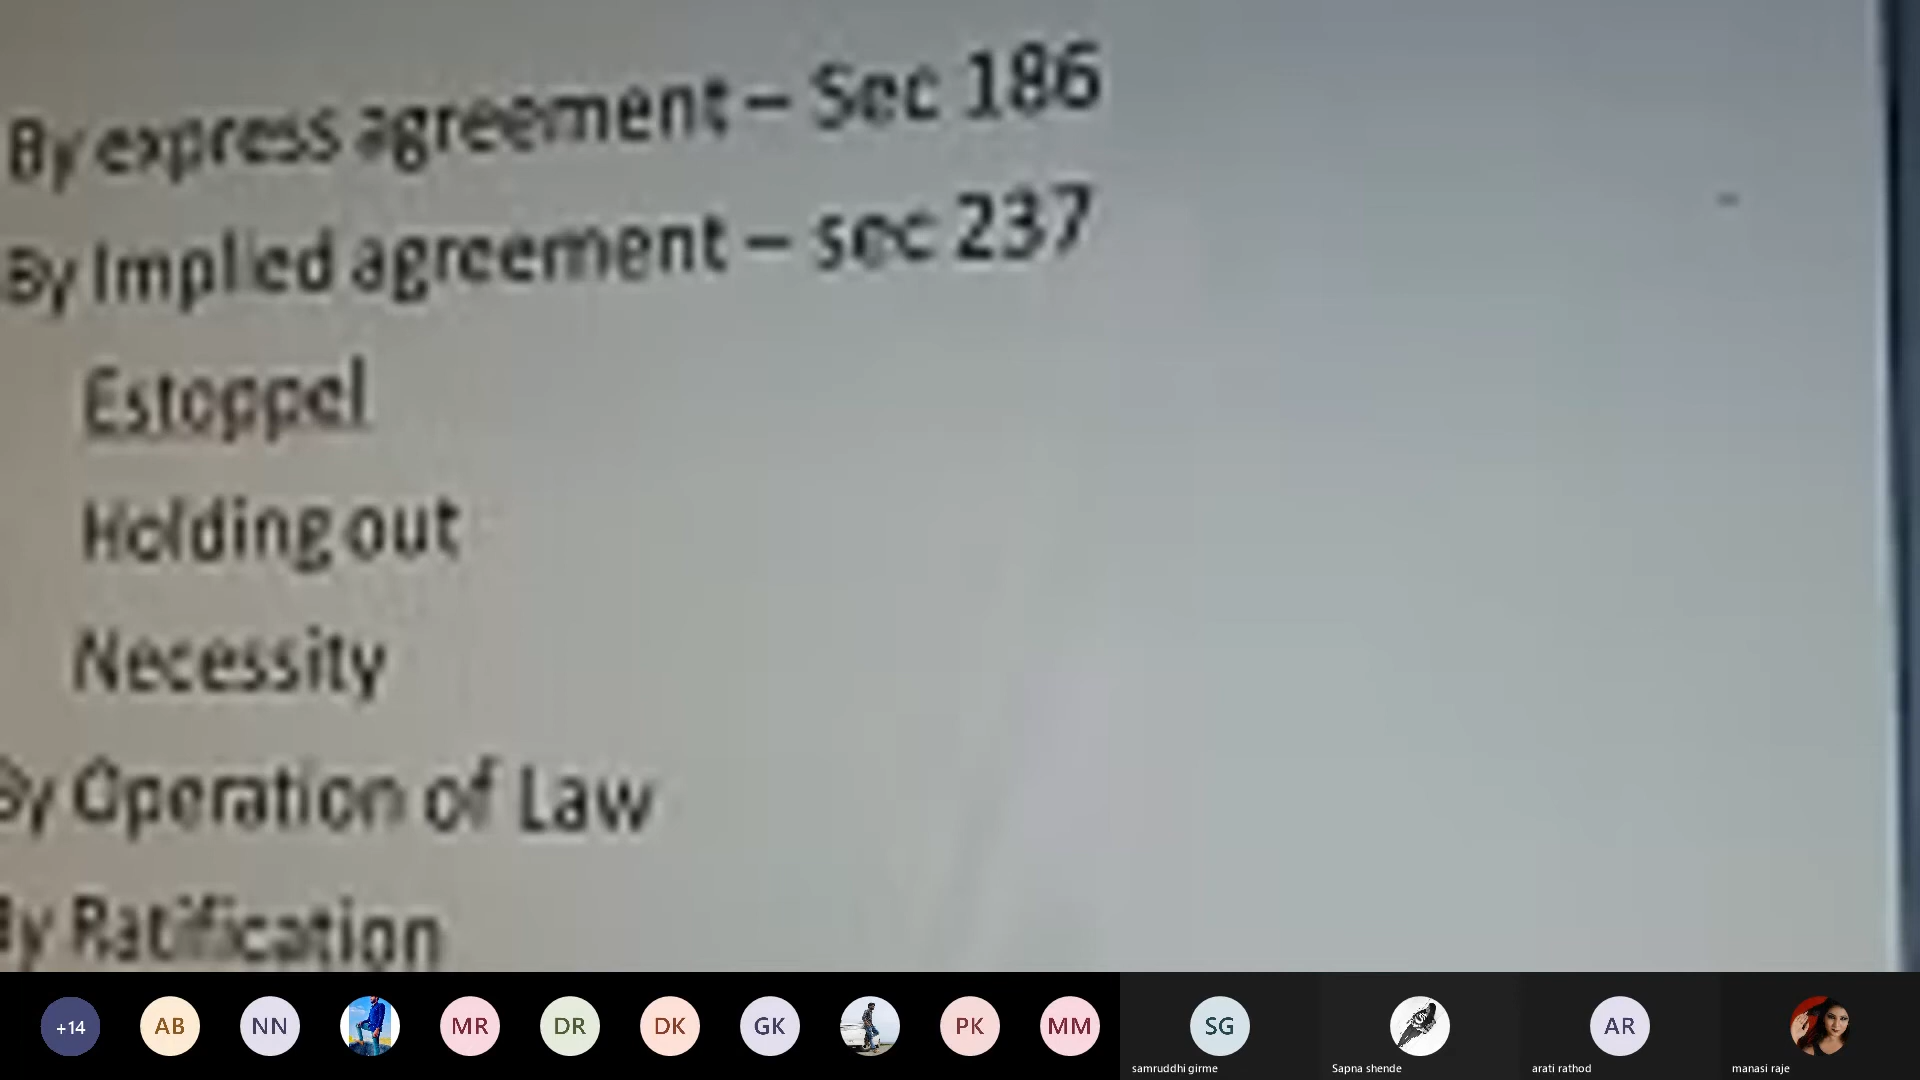 By express agreement – Sec 186
By Implied agreement – sec 237
Estoppel
Holding out
Necessity
By Operation of Law
By Ratification
+14
AB
NN
MR
DR
DK
GK
PK
MM
SG
AR
samruddhi girme
Sapna shende
arati rathod
manasi raje